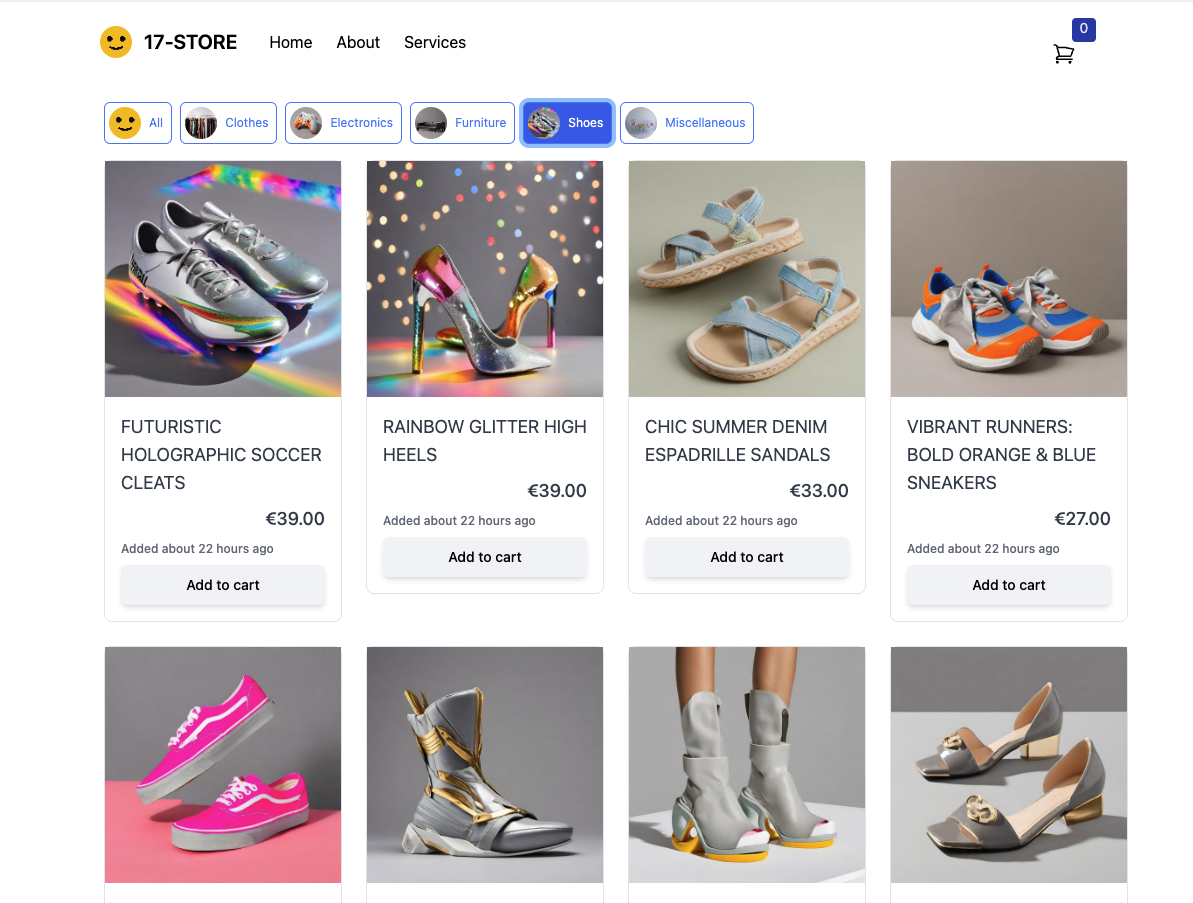 17-STORE
Home
About
Services
0
All
Clothes
Electronics
Furniture
Shoes
Miscellaneous
FUTURISTIC
HOLOGRAPHIC SOCCER
CLEATS
€39.00
Added about 22 hours ago
Add to cart
RAINBOW GLITTER HIGH
HEELS
€39.00
Added about 22 hours ago
Add to cart
CHIC SUMMER DENIM
ESPADRILLE SANDALS
€33.00
Added about 22 hours ago
Add to cart
VIBRANT RUNNERS:
BOLD ORANGE & BLUE
SNEAKERS
€27.00
Added about 22 hours ago
Add to cart